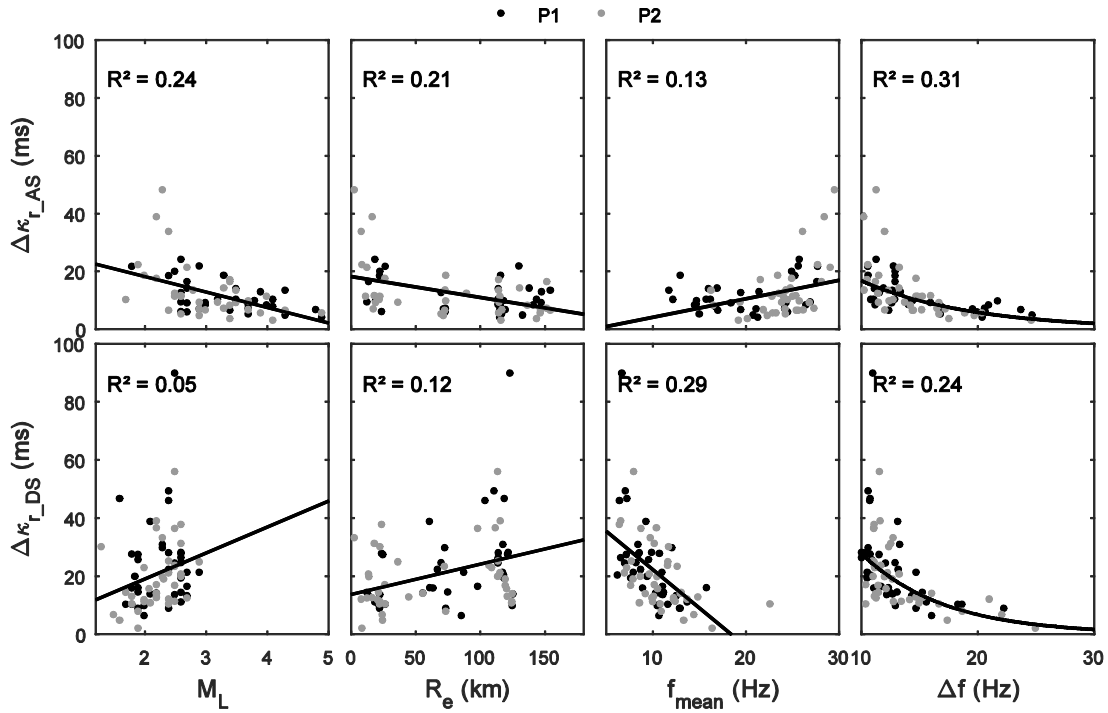 P1 P2
100
80
60
40
20
0
Δκr_AS (ms)
R² = 0.24
R² = 0.21
R² = 0.13
R² = 0.31
100
80
60
40
20
0
Δκr_DS (ms)
R² = 0.05
R² = 0.12
R² = 0.29
R² = 0.24
2 3 4 5
0 50 100 150
10 20 30
10 20 30
ML
Re (km)
fmean (Hz)
Δf (Hz)